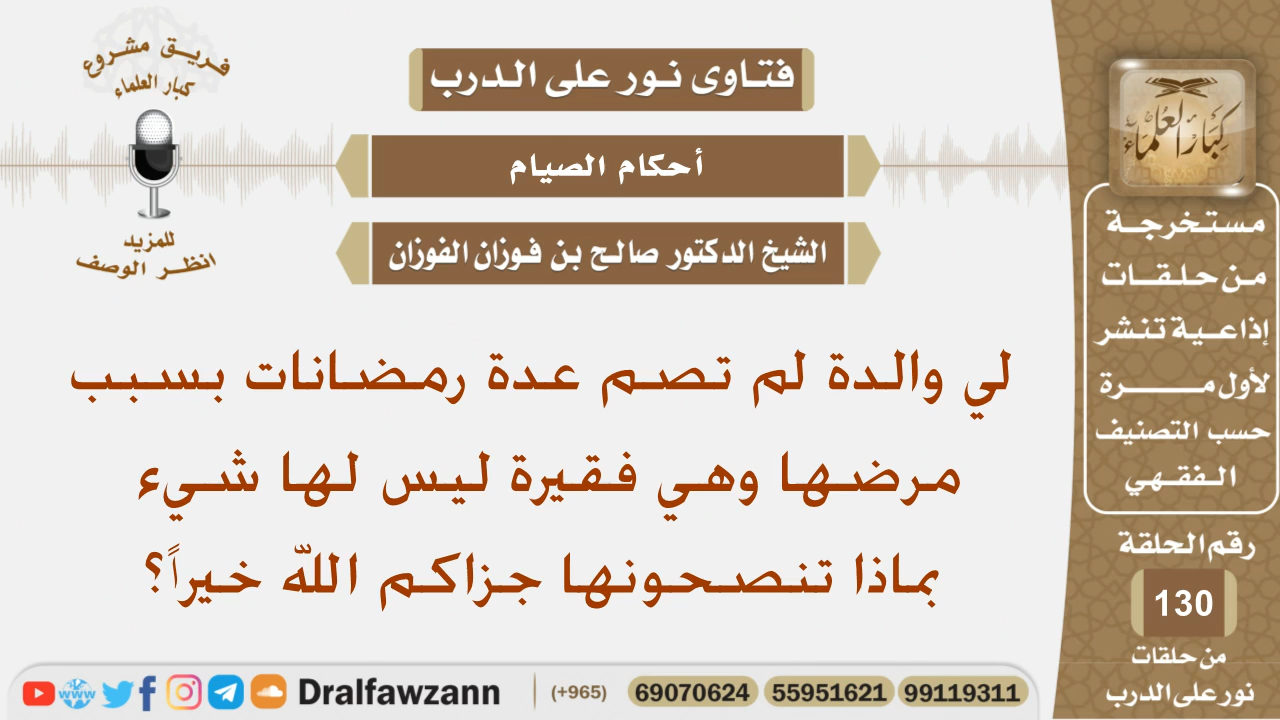 فريق مشروع
كبار العلماء
للمزيد
انظر الوصف
فتاوى نور على الدرب
أحكام الصيام
الشيخ الدكتور صالح بن فوزان الفوزان
لي والدة لم تصم عدة رمضانات بسبب
مرضها وهي فقيرة ليس لها شيء
بماذا تنصحونها جزاكم الله خيراً؟
كبار العلماء
مستخرجة
من حلقات
إذاعية تنشر
لأول مرة
حسب التصنيف
الفقهي
رقم الحلقة
130
من حلقات
نور على الدرب
www
Dralfawzann (+965) 69070624 55951621 99119311